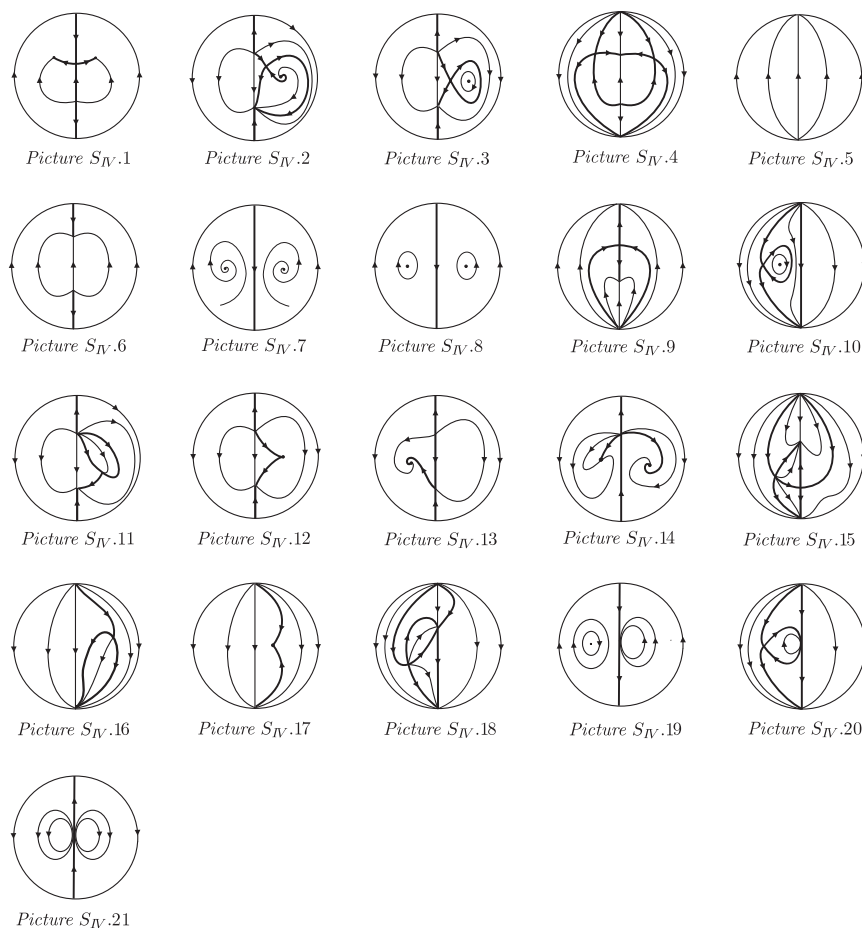 Picture S_IV.1 Picture S_IV.2 Picture S_IV.3 Picture S_IV.4 Picture S_IV.5
Picture S_IV.6 Picture S_IV.7 Picture S_IV.8 Picture S_IV.9 Picture S_IV.10
Picture S_IV.11 Picture S_IV.12 Picture S_IV.13 Picture S_IV.14 Picture S_IV.15
Picture S_IV.16 Picture S_IV.17 Picture S_IV.18 Picture S_IV.19 Picture S_IV.20
Picture S_IV.21